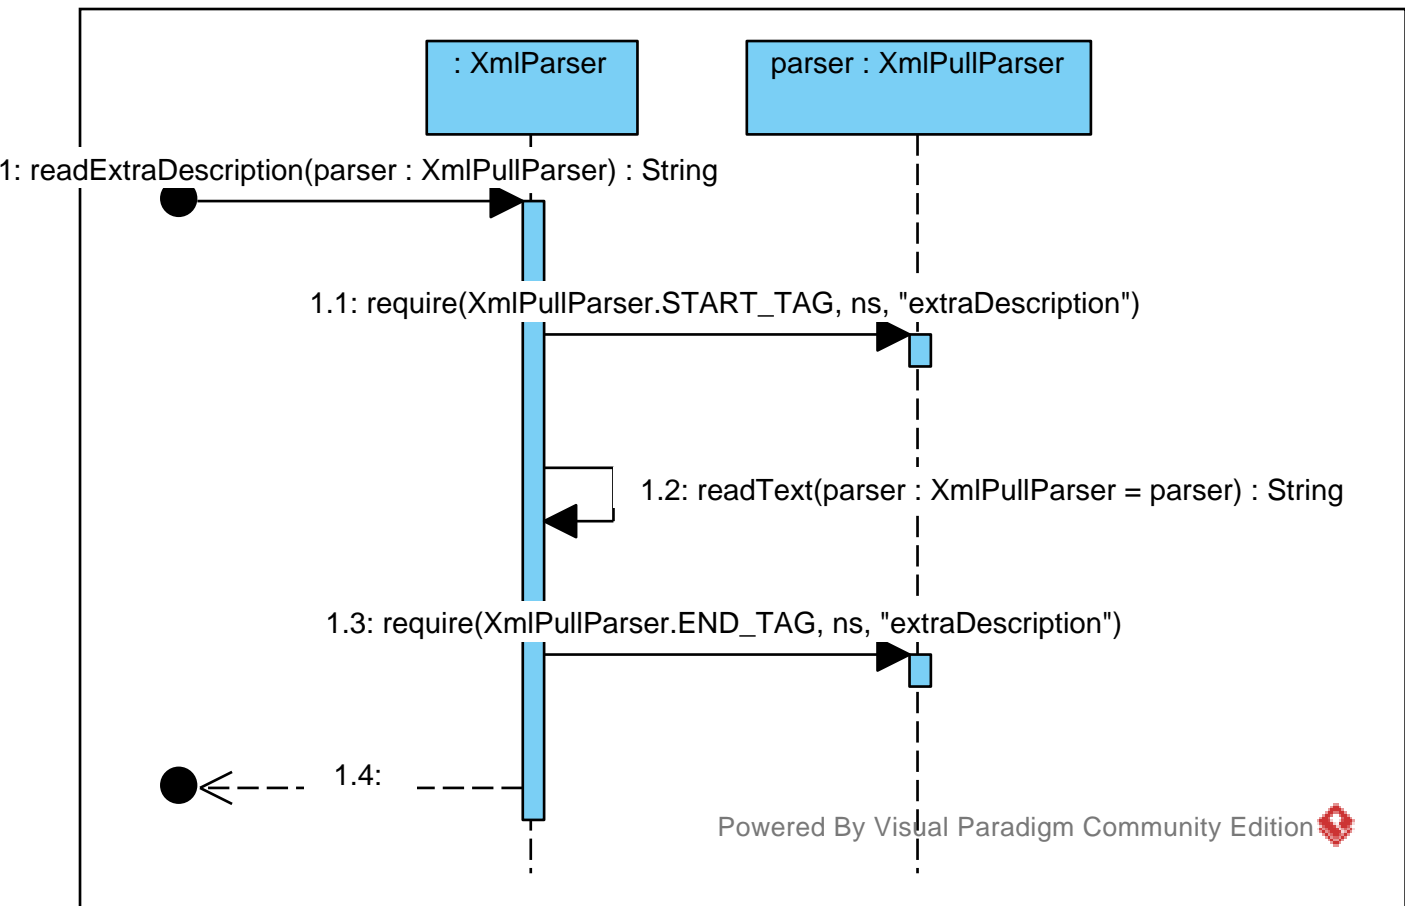 : XmlParser
parser : XmlPullParser
1: readExtraDescription(parser : XmlPullParser) : String
1.1: require(XmlPullParser.START_TAG, ns, "extraDescription")
1.2: readText(parser : XmlPullParser = parser) : String
1.3: require(XmlPullParser.END_TAG, ns, "extraDescription")
1.4:
Powered By Visual Paradigm Community Edition